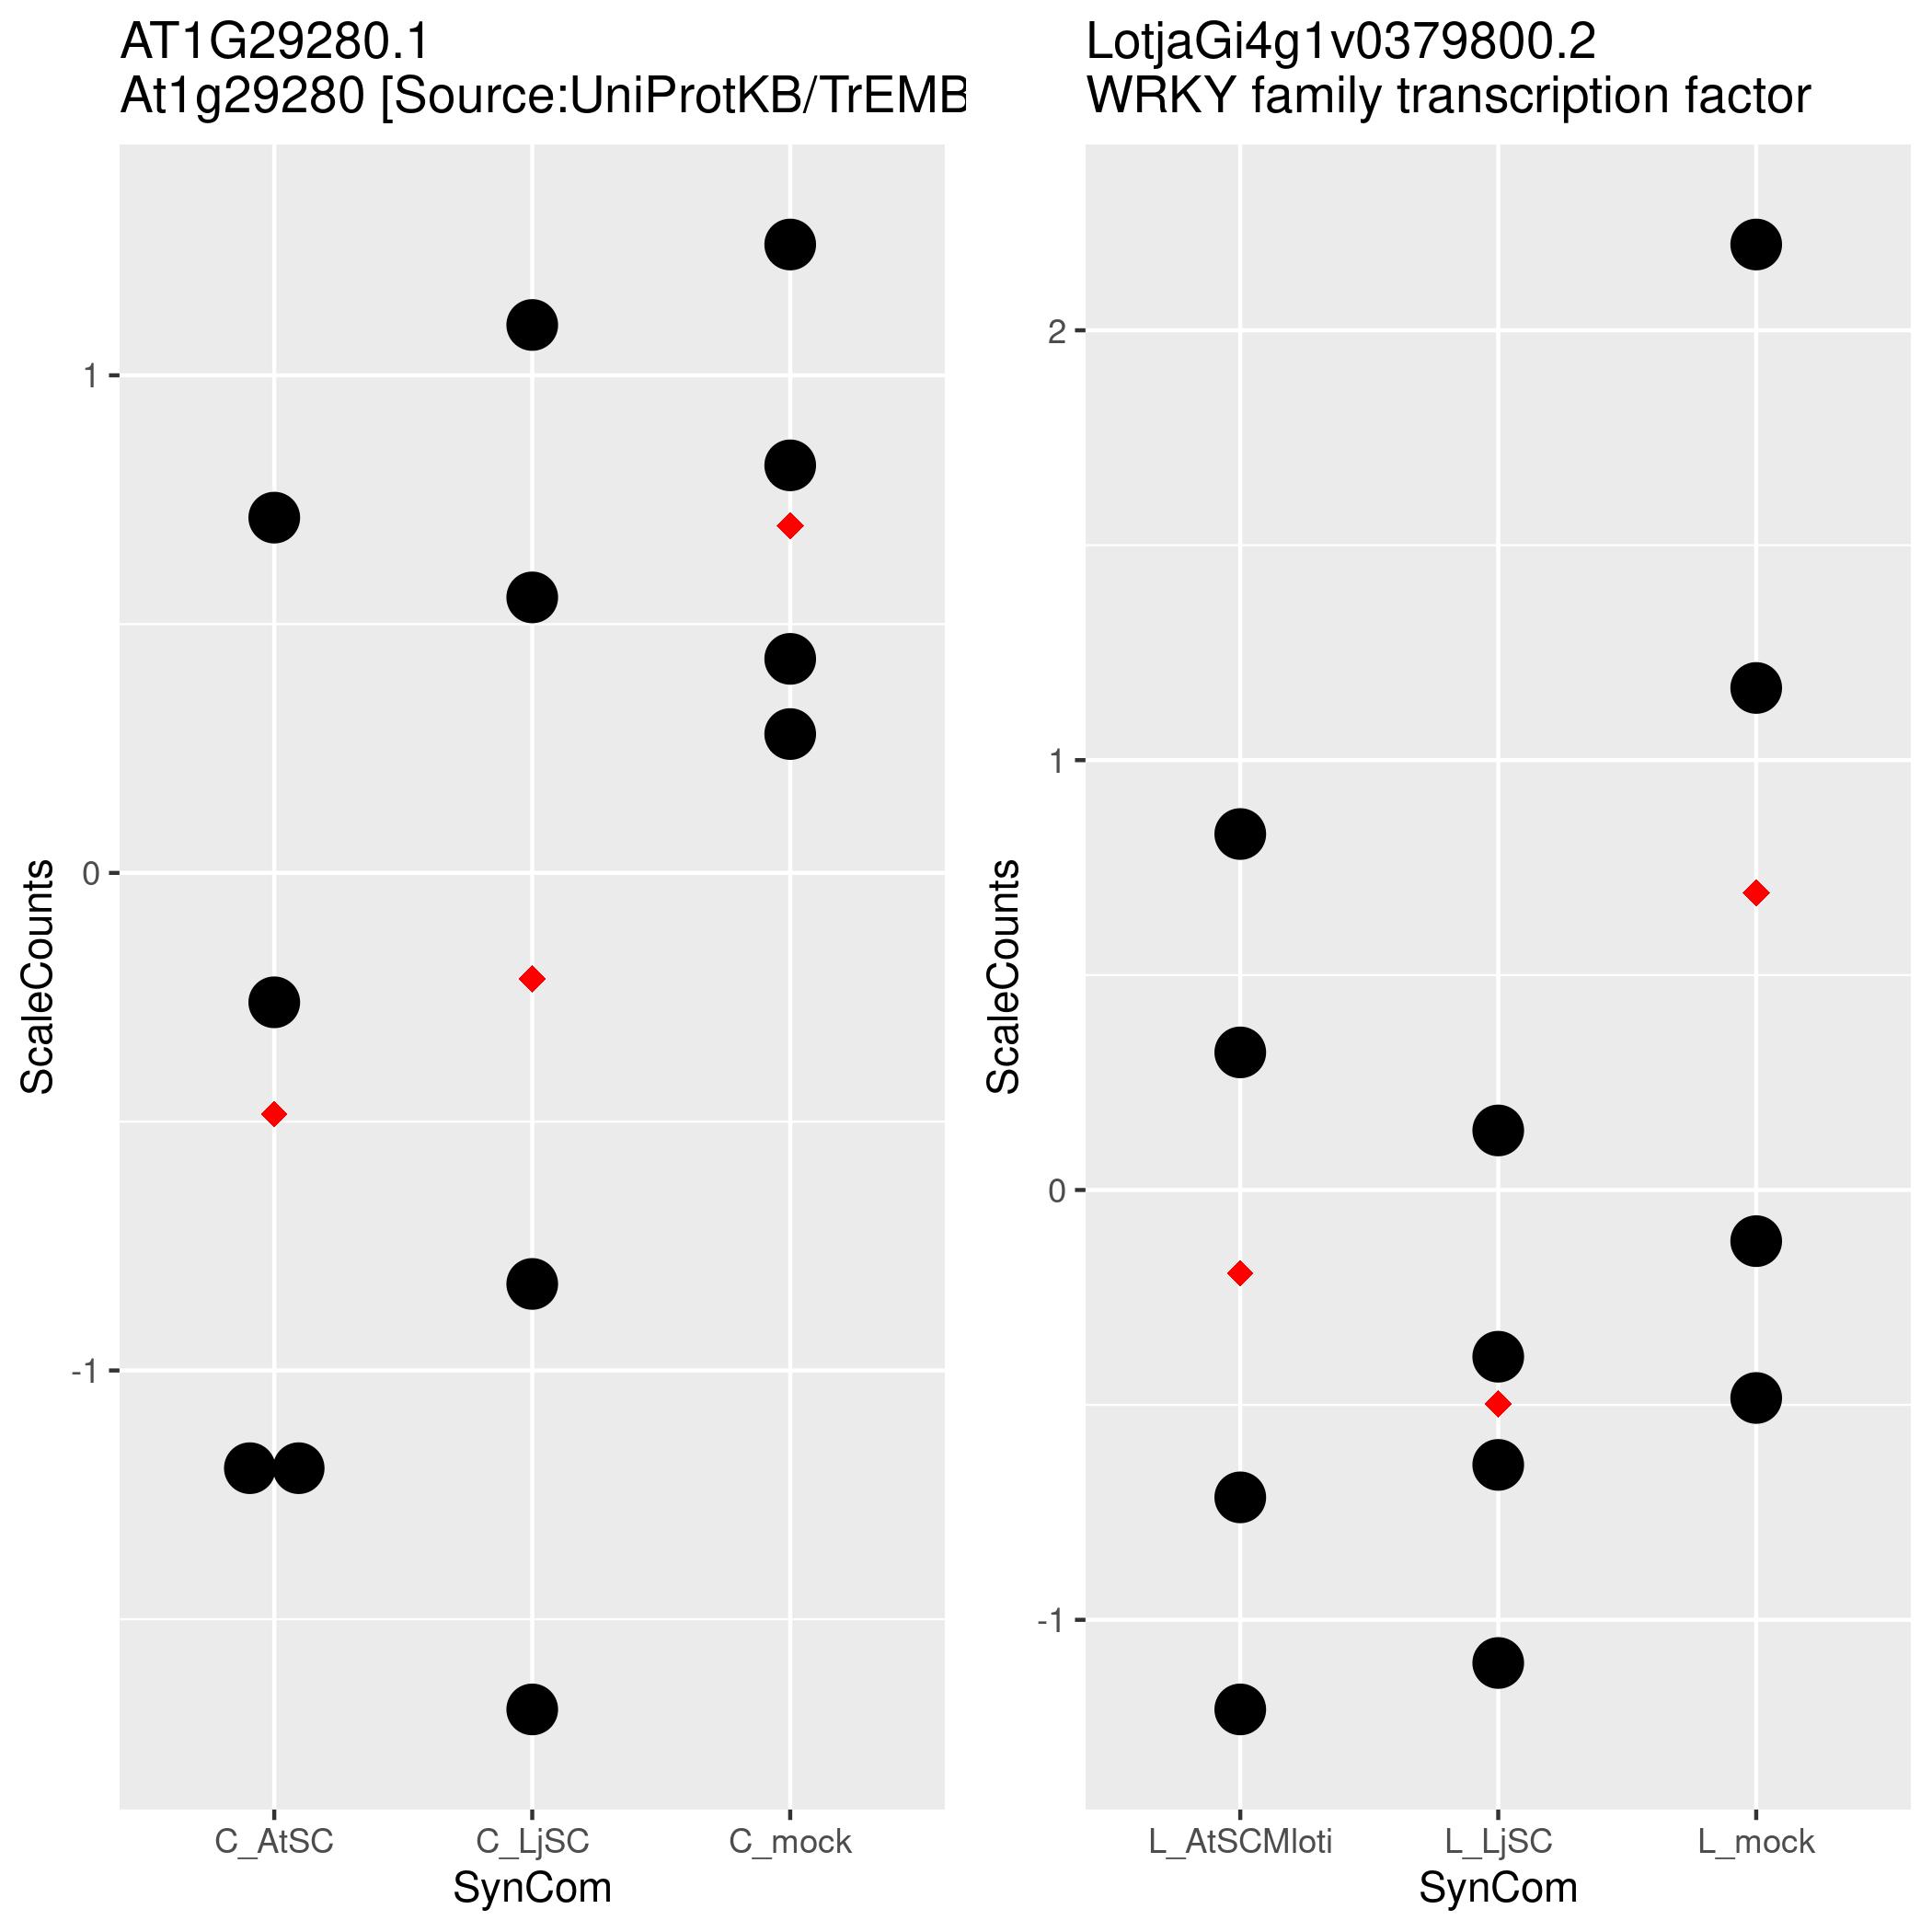 AT1G29280.1
At1g29280 [Source:UniProtKB/TrEMB
ScaleCounts
1
0
-1
C_AtSC C_LjSC C_mock
SynCom
LotjaGi4g1v0379800.2
WRKY family transcription factor
ScaleCounts
2
1
0
-1
L_AtSCMloti L_LjSC L_mock
SynCom